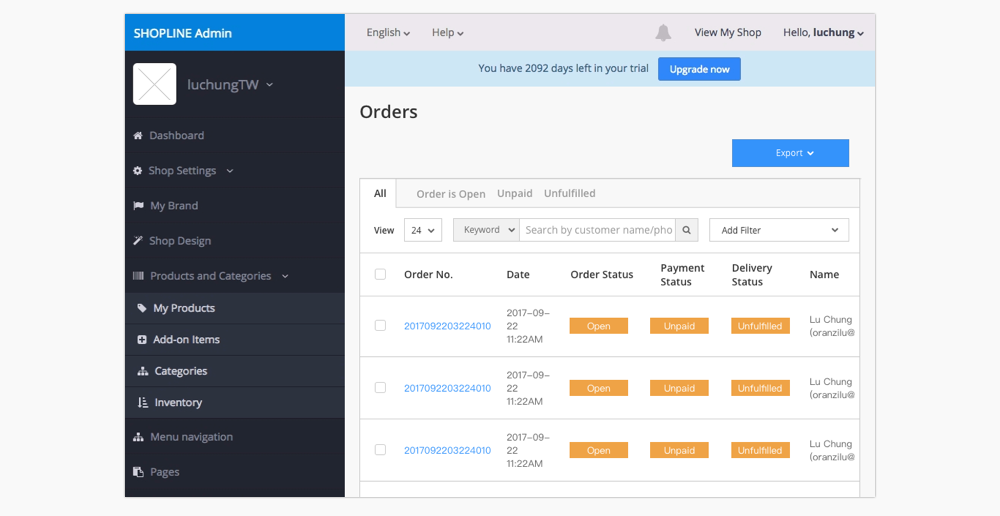 SHOPLINE Admin
English
Help
View My Shop
Hello, luchung
You have 2092 days left in your trial
Upgrade now
luchungTW
Dashboard
Shop Settings
My Brand
Shop Design
Products and Categories
My Products
Add-on Items
Categories
Inventory
Menu navigation
Pages
Orders
Export
All
Order is Open
Unpaid
Unfulfilled
View
24
Keyword
Search by customer name/pho
Add Filter
Order No.
Date
Order Status
Payment
Status
Delivery
Status
Name
2017092203224010
2017-09-
22
11:22AM
Open
Unpaid
Unfulfilled
Lu Chung
(oranzilu@
2017092203224010
2017-09-
22
11:22AM
Open
Unpaid
Unfulfilled
Lu Chung
(oranzilu@
2017092203224010
2017-09-
22
11:22AM
Open
Unpaid
Unfulfilled
Lu Chung
(oranzilu@